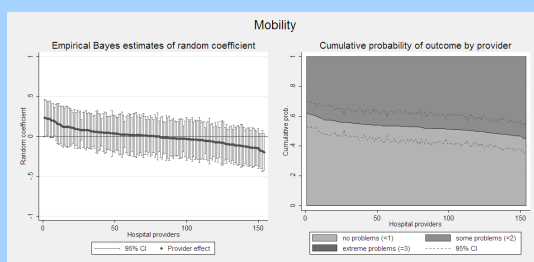 Mobility
Empirical Bayes estimates of random coefficient
Random coefficient
1
.5
0
-.5
-1
0
50
100
150
Hospital providers
95% CI
Provider effect
Cumulative probability of outcome by provider
Cumulative prob.
1
.8
.6
.4
.2
0
0
50
100
150
Hospital providers
no problems (=1)
some problems (=2)
extreme problems (=3)
95% CI